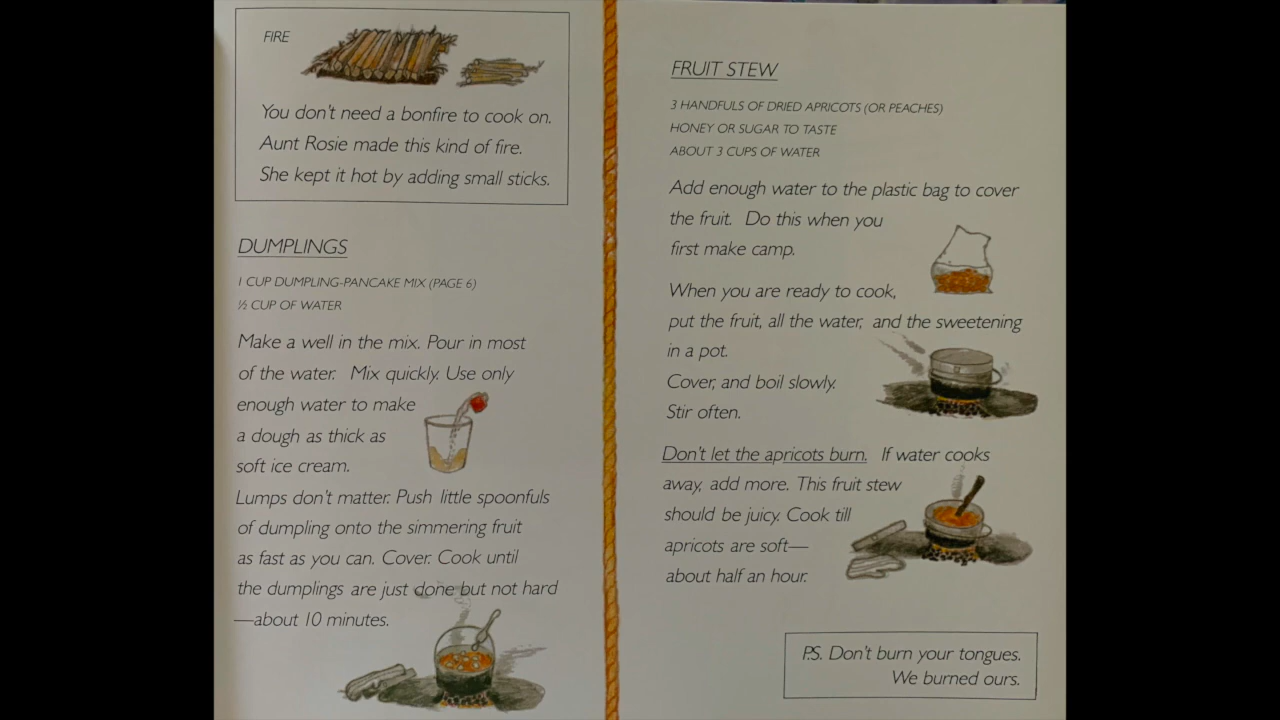 FIRE
You don't need a bonfire to cook on.
Aunt Rosie made this kind of fire.
She kept it hot by adding small sticks.
DUMPLINGS
1 CUP DUMPLING-PANCAKE MIX (PAGE 6)
½ CUP OF WATER
Make a well in the mix. Pour in most
of the water. Mix quickly. Use only
enough water to make
a dough as thick as
soft ice cream.
Lumps don't matter. Push little spoonfuls
of dumpling onto the simmering fruit
as fast as you can. Cover. Cook until
the dumplings are just done but not hard
—about 10 minutes.
FRUIT STEW
3 HANDFULS OF DRIED APRICOTS (OR PEACHES)
HONEY OR SUGAR TO TASTE
ABOUT 3 CUPS OF WATER
Add enough water to the plastic bag to cover
the fruit. Do this when you
first make camp.
When you are ready to cook,
put the fruit, all the water, and the sweetening
in a pot.
Cover, and boil slowly.
Stir often.
Don't let the apricots burn. If water cooks
away, add more. This fruit stew
should be juicy. Cook till
apricots are soft—
about half an hour.
P.S. Don't burn your tongues.
We burned ours.